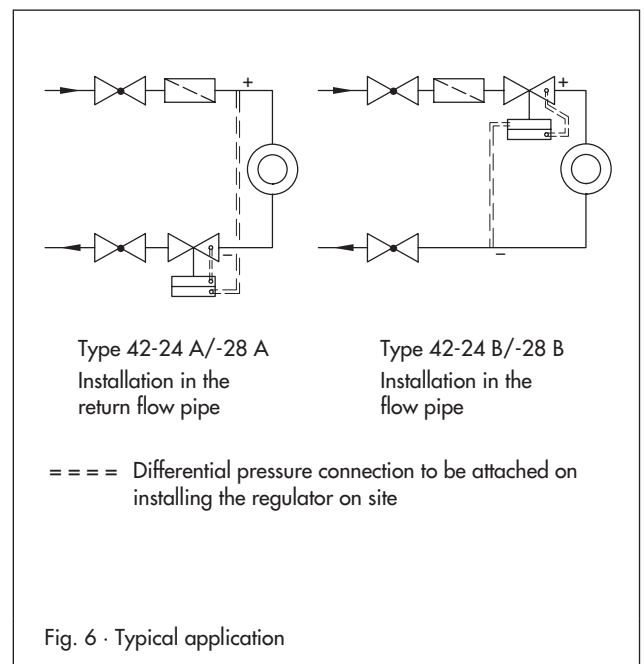 +
–
+
–
Type 42-24 A/-28 A
Installation in the
return flow pipe
Type 42-24 B/-28 B
Installation in the
flow pipe
= = = = Differential pressure connection to be attached on
installing the regulator on site
Fig. 6 · Typical application